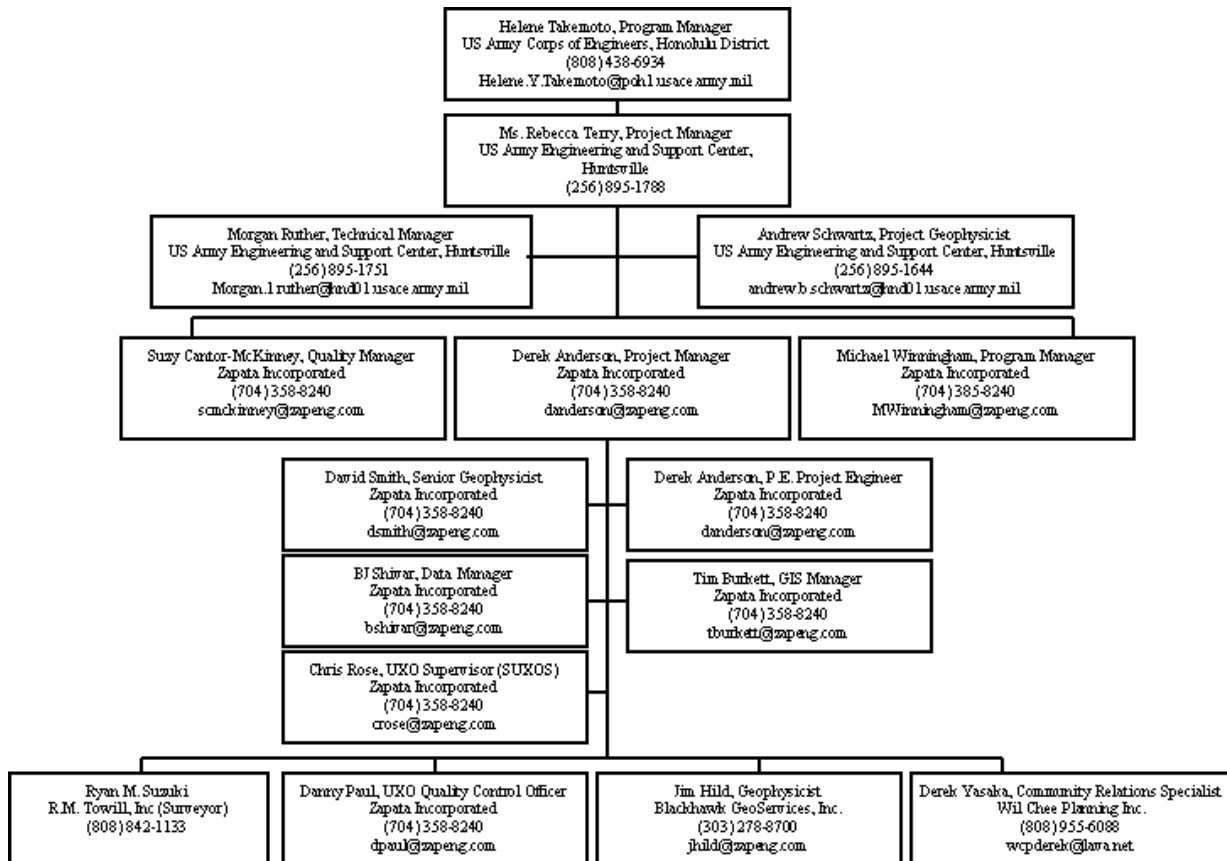 Helene Takemoto, Program Manager
US Army Corps of Engineers, Honolulu District
(808) 438-6934
Helene.Y.Takemoto@poh1.usace.army.mil
Ms. Rebecca Terry, Project Manager
US Army Engineering and Support Center,
Huntsville
(256) 895-1788
Morgan Ruther, Technical Manager
US Army Engineering and Support Center, Huntsville
(256) 895-1751
Morgan.l.ruther@hnd01.usace.army.mil
Andrew Schwartz, Project Geophysicist
US Army Engineering and Support Center, Huntsville
(256) 895-1644
andrew.b.schwartz@hnd01.usace.army.mil
Suzy Cantor-McKinney, Quality Manager
Zapata Incorporated
(704) 358-8240
scmckinney@zapeng.com
Derek Anderson, Project Manager
Zapata Incorporated
(704) 358-8240
danderson@zapeng.com
Michael Winningham, Program Manager
Zapata Incorporated
(704) 385-8240
MWinningham@zapeng.com
David Smith, Senior Geophysicist
Zapata Incorporated
(704) 358-8240
dsmith@zapeng.com
Derek Anderson, P.E. Project Engineer
Zapata Incorporated
(704) 358-8240
danderson@zapeng.com
BJ Shivar, Data Manager
Zapata Incorporated
(704) 358-8240
bshivar@zapeng.com
Tim Burkett, GIS Manager
Zapata Incorporated
(704) 358-8240
tburkett@zapeng.com
Chris Rose, UXO Supervisor (SUXOS)
Zapata Incorporated
(704) 358-8240
crose@zapeng.com
Ryan M. Suzuki
R.M. Towill, Inc (Surveyor)
(808) 842-1133
Danny Paul, UXO Quality Control Officer
Zapata Incorporated
(704) 358-8240
dpaul@zapeng.com
Jim Hild, Geophysicist
Blackhawk GeoServices, Inc.
(303) 278-8700
jhild@zapeng.com
Derek Yasaka, Community Relations Specialist
Wil Chee Planning Inc.
(808) 955-6088
wcpderek@lava.net